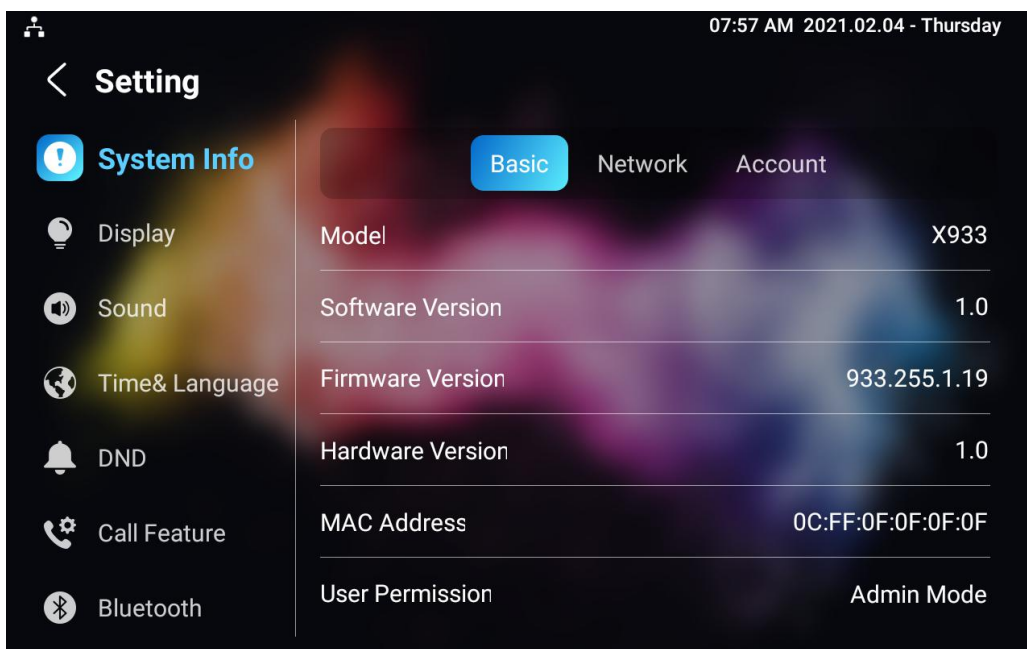 07:57 AM 2021.02.04 - Thursday
Setting
System Info
Display
Sound
Time& Language
DND
Call Feature
Bluetooth
Basic Network Account
Model X933
Software Version 1.0
Firmware Version 933.255.1.19
Hardware Version 1.0
MAC Address 0C:FF:0F:0F:0F:0F
User Permission Admin Mode